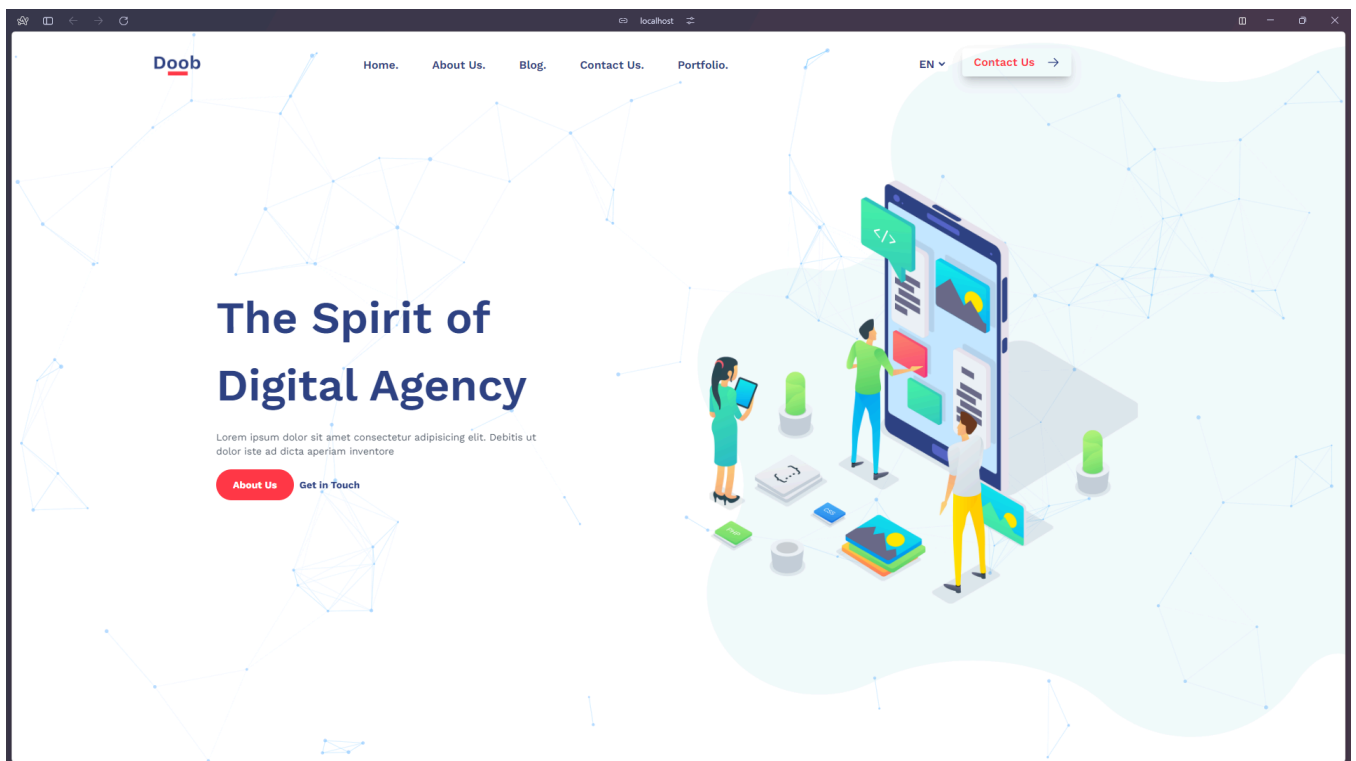 localhost
Doob
Home.
About Us.
Blog.
Contact Us.
Portfolio.
EN
Contact Us
The Spirit of
Digital Agency
Lorem ipsum dolor sit amet consectetur adipisicing elit. Debitis ut
dolor iste ad dicta aperiam inventore
About Us
Get in Touch
</>
{...}
CSS
PHP